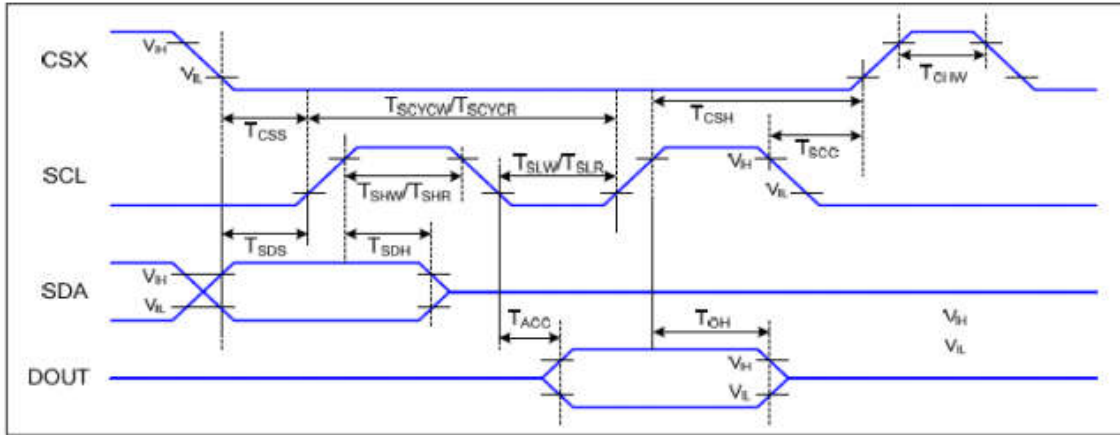 CSX
VIH
VIL
TCHW
TSCYCW/TSCYCR
TCSS
TCSH
TSCC
SCL
TSLW/TSLR
VIH
VIL
TSHW/TSHR
TSDS
TSDH
SDA
VIH
VIL
TACC
TOH
VIH
VIL
DOUT
VIH
VIL